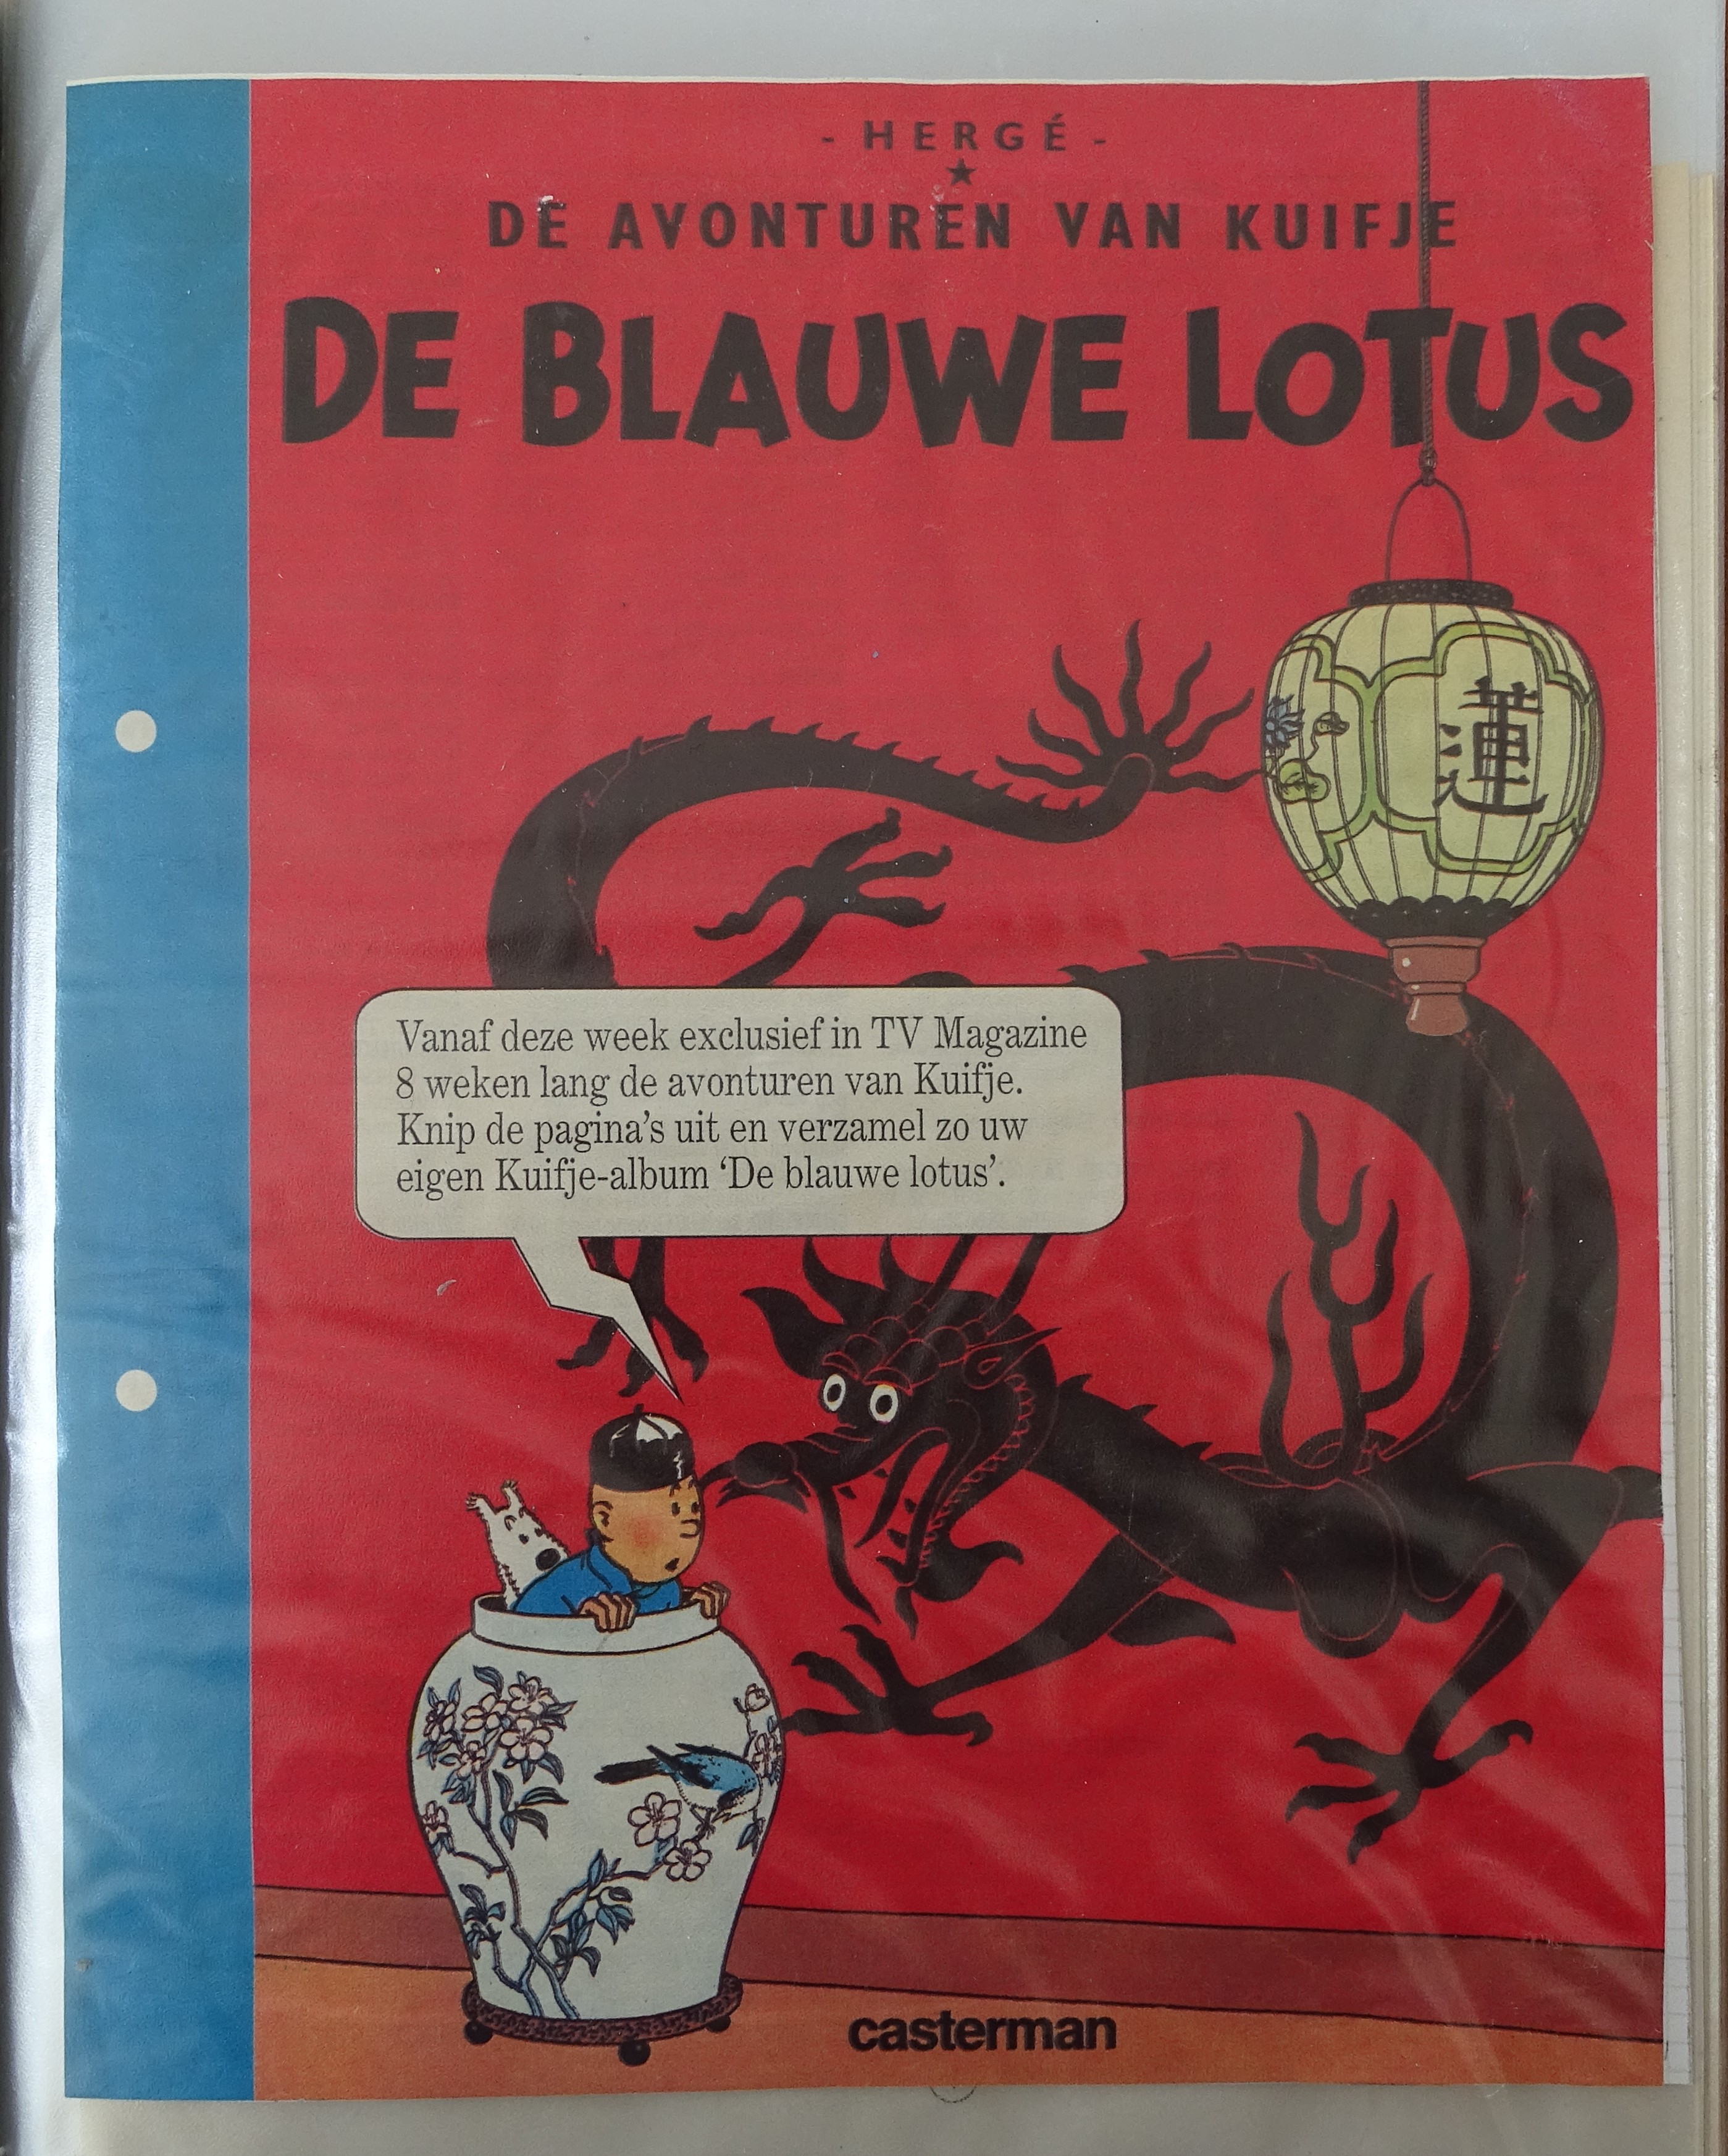 - HERGÉ -
DE AVONTUREN VAN KUIFJE
DE BLAUWE LOTUS
蓮
Vanaf deze week exclusief in TV Magazine
8 weken lang de avonturen van Kuifje.
Knip de pagina's uit en verzamel zo uw
eigen Kuifje-album ‘De blauwe lotus’.
casterman